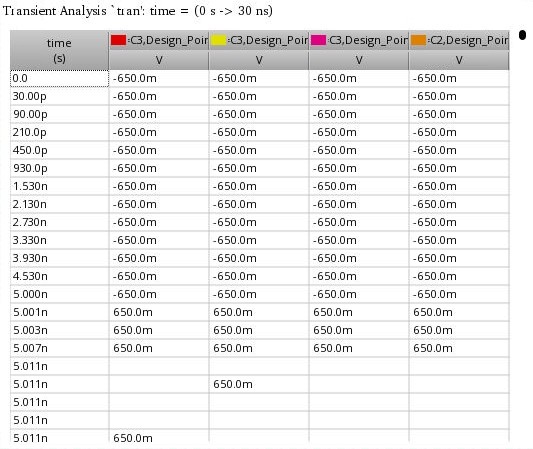 Transient Analysis `tran': time = (0 s -> 30 ns)
time (s) :C3,Design_Poir :C3,Design_Poir :C3,Design_Poir :C2,Design_Poir
V V V V
0.0 -650.0m -650.0m -650.0m -650.0m
30.00p -650.0m -650.0m -650.0m -650.0m
90.00p -650.0m -650.0m -650.0m -650.0m
210.0p -650.0m -650.0m -650.0m -650.0m
450.0p -650.0m -650.0m -650.0m -650.0m
930.0p -650.0m -650.0m -650.0m -650.0m
1.530n -650.0m -650.0m -650.0m -650.0m
2.130n -650.0m -650.0m -650.0m -650.0m
2.730n -650.0m -650.0m -650.0m -650.0m
3.330n -650.0m -650.0m -650.0m -650.0m
3.930n -650.0m -650.0m -650.0m -650.0m
4.530n -650.0m -650.0m -650.0m -650.0m
5.000n -650.0m -650.0m -650.0m -650.0m
5.001n 650.0m 650.0m 650.0m 650.0m
5.003n 650.0m 650.0m 650.0m 650.0m
5.007n 650.0m 650.0m 650.0m 650.0m
5.011n
5.011n 650.0m
5.011n
5.011n
5.011n 650.0m